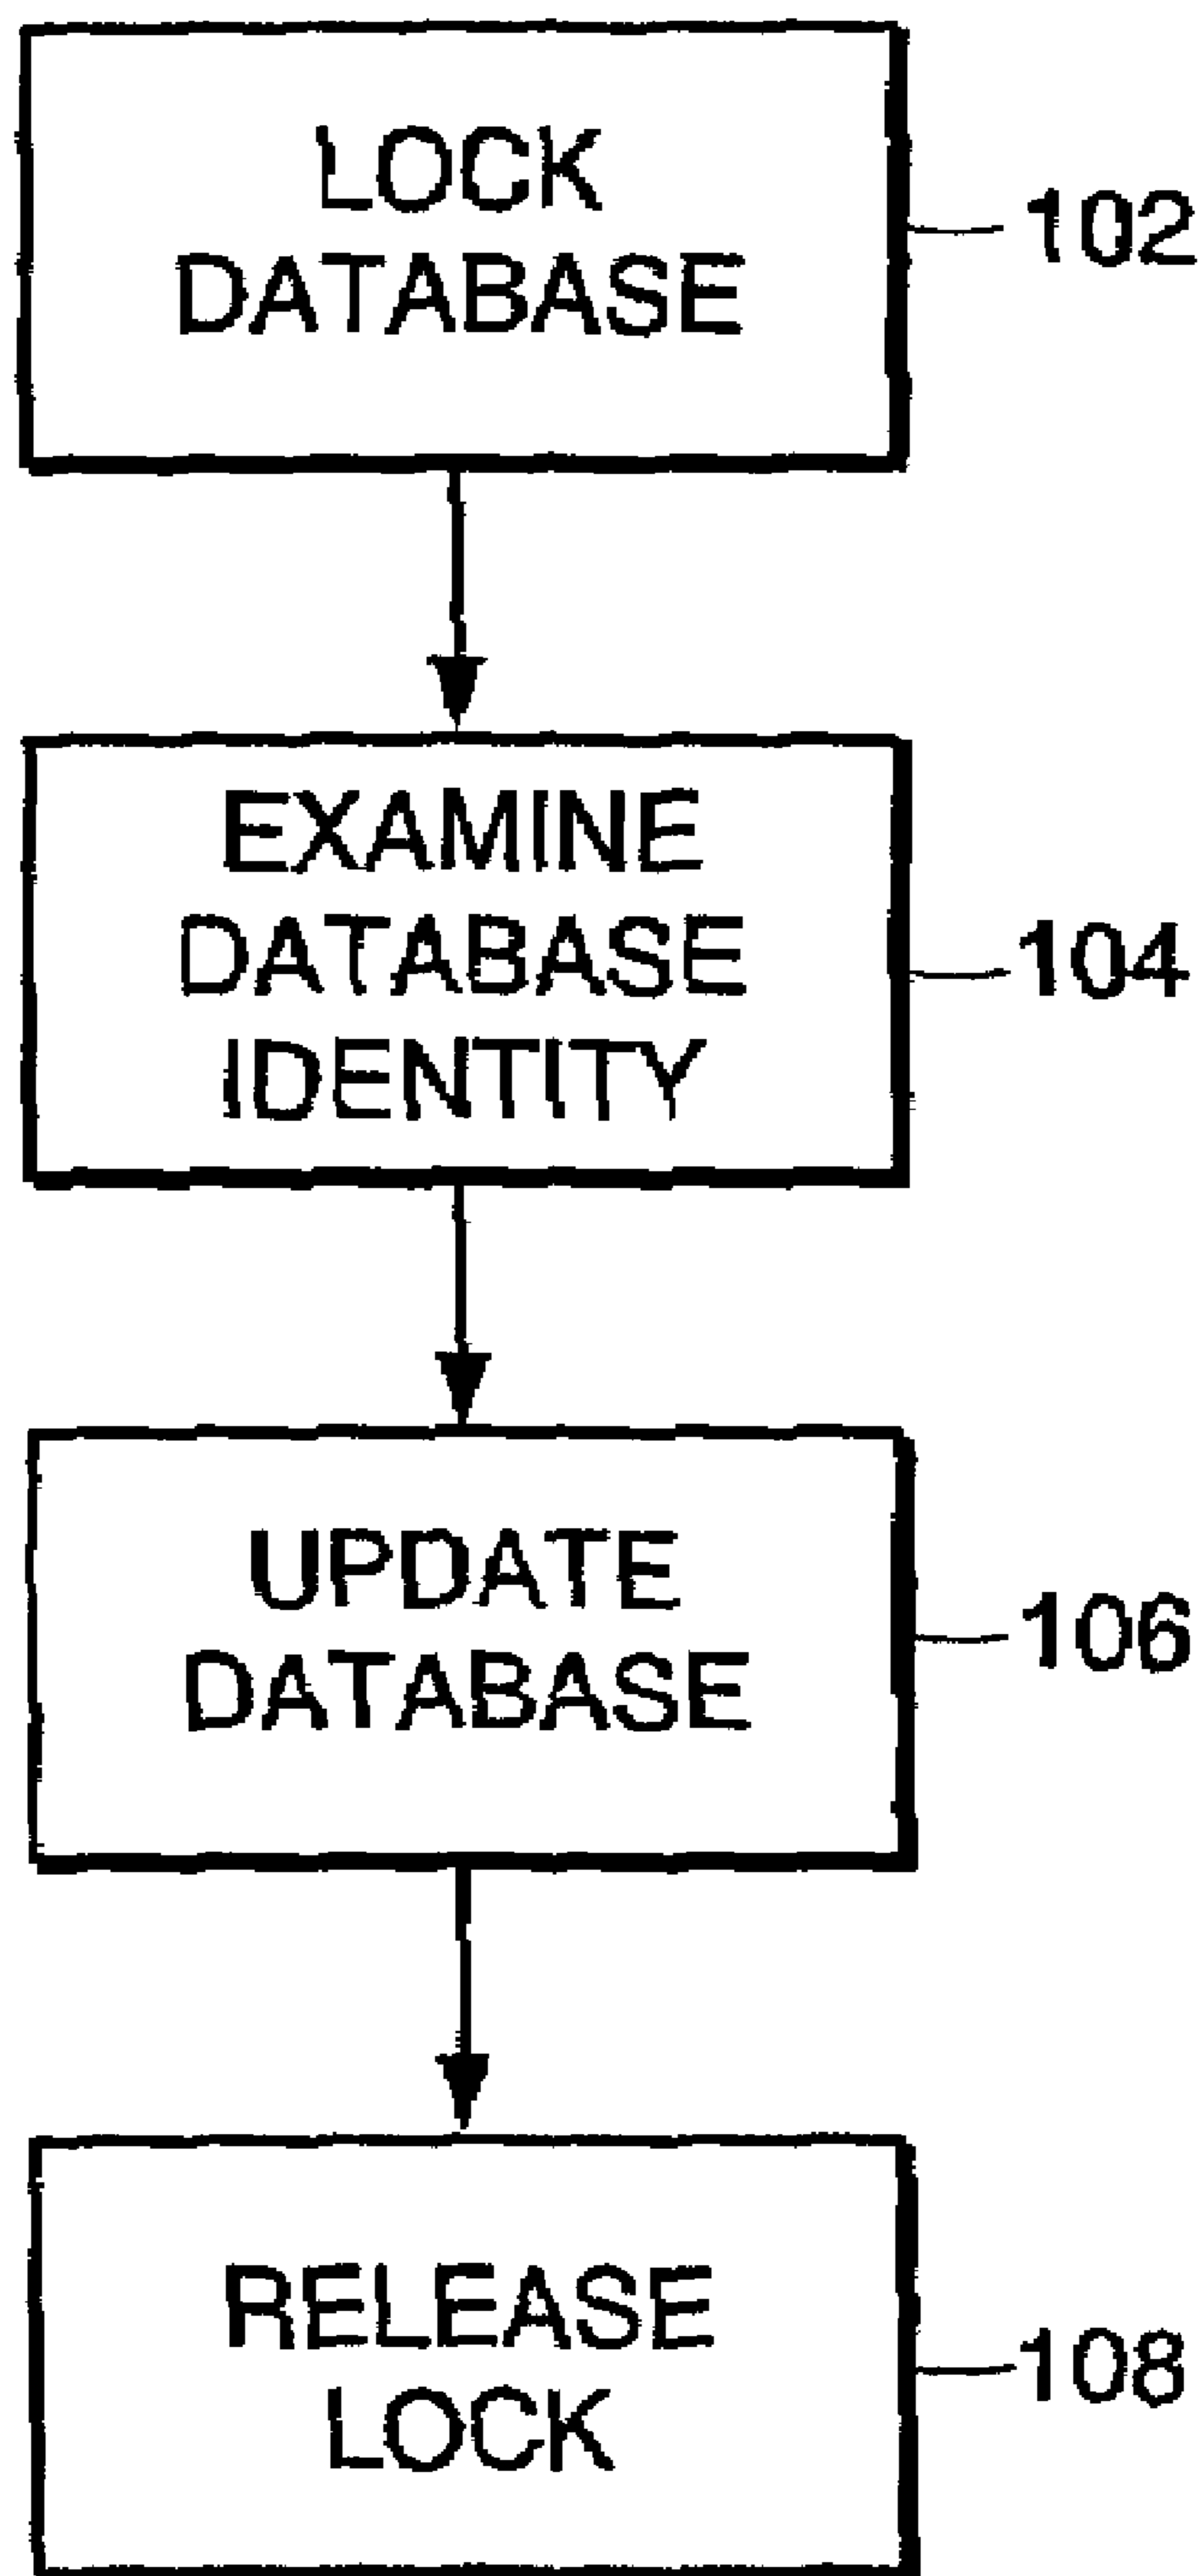 LOCK
DATABASE
102
EXAMINE
DATABASE
IDENTITY
104
UPDATE
DATABASE
106
RELEASE
LOCK
108